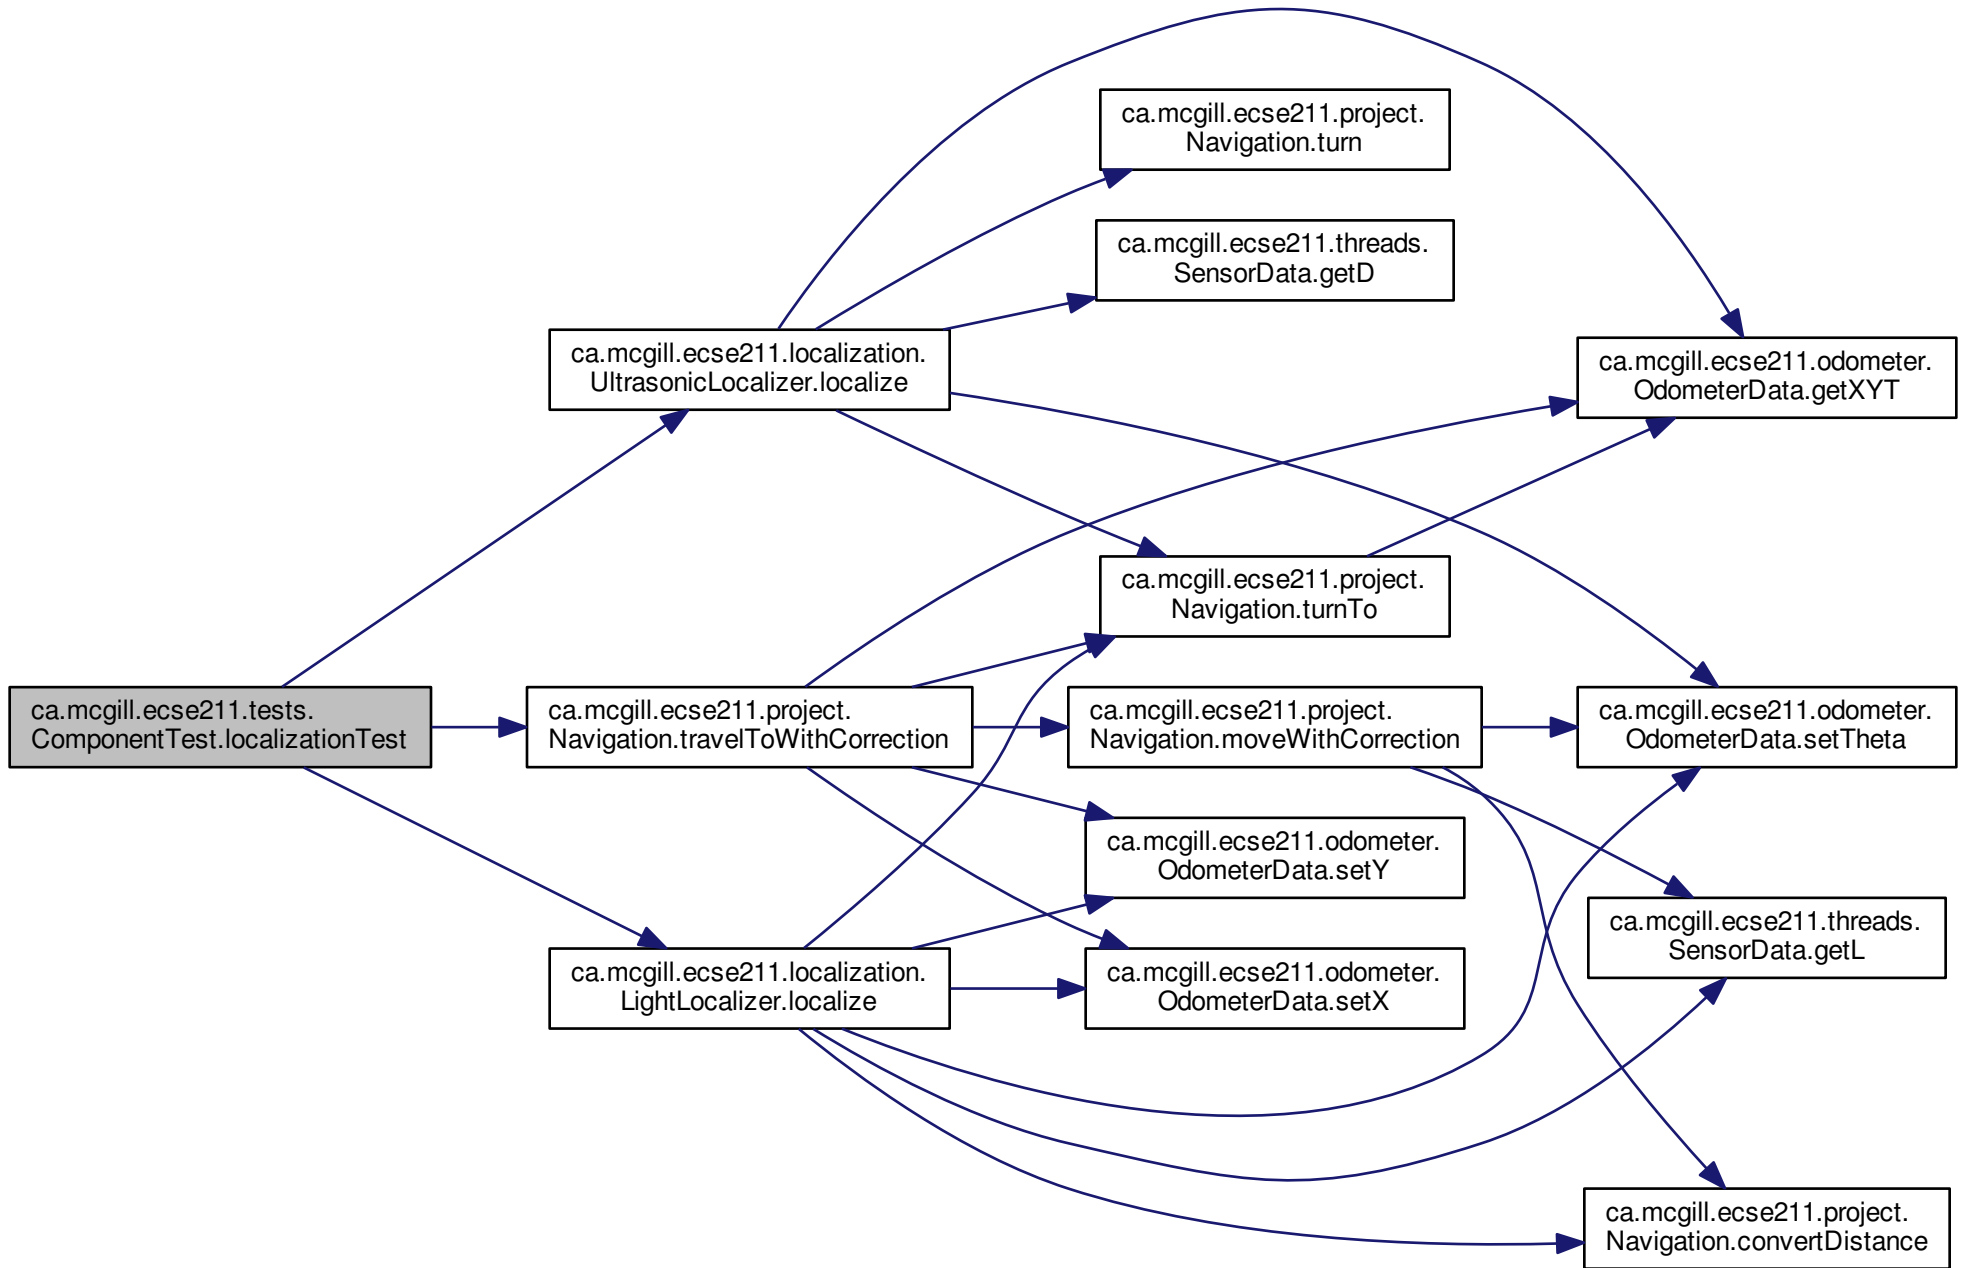 ca.mcgill.ecse211.tests.
ComponentTest.localizationTest
ca.mcgill.ecse211.localization.
UltrasonicLocalizer.localize
ca.mcgill.ecse211.project.
Navigation.travelToWithCorrection
ca.mcgill.ecse211.localization.
LightLocalizer.localize
ca.mcgill.ecse211.project.
Navigation.turn
ca.mcgill.ecse211.threads.
SensorData.getD
ca.mcgill.ecse211.project.
Navigation.turnTo
ca.mcgill.ecse211.project.
Navigation.moveWithCorrection
ca.mcgill.ecse211.odometer.
OdometerData.setY
ca.mcgill.ecse211.odometer.
OdometerData.setX
ca.mcgill.ecse211.odometer.
OdometerData.getXYT
ca.mcgill.ecse211.odometer.
OdometerData.setTheta
ca.mcgill.ecse211.threads.
SensorData.getL
ca.mcgill.ecse211.project.
Navigation.convertDistance